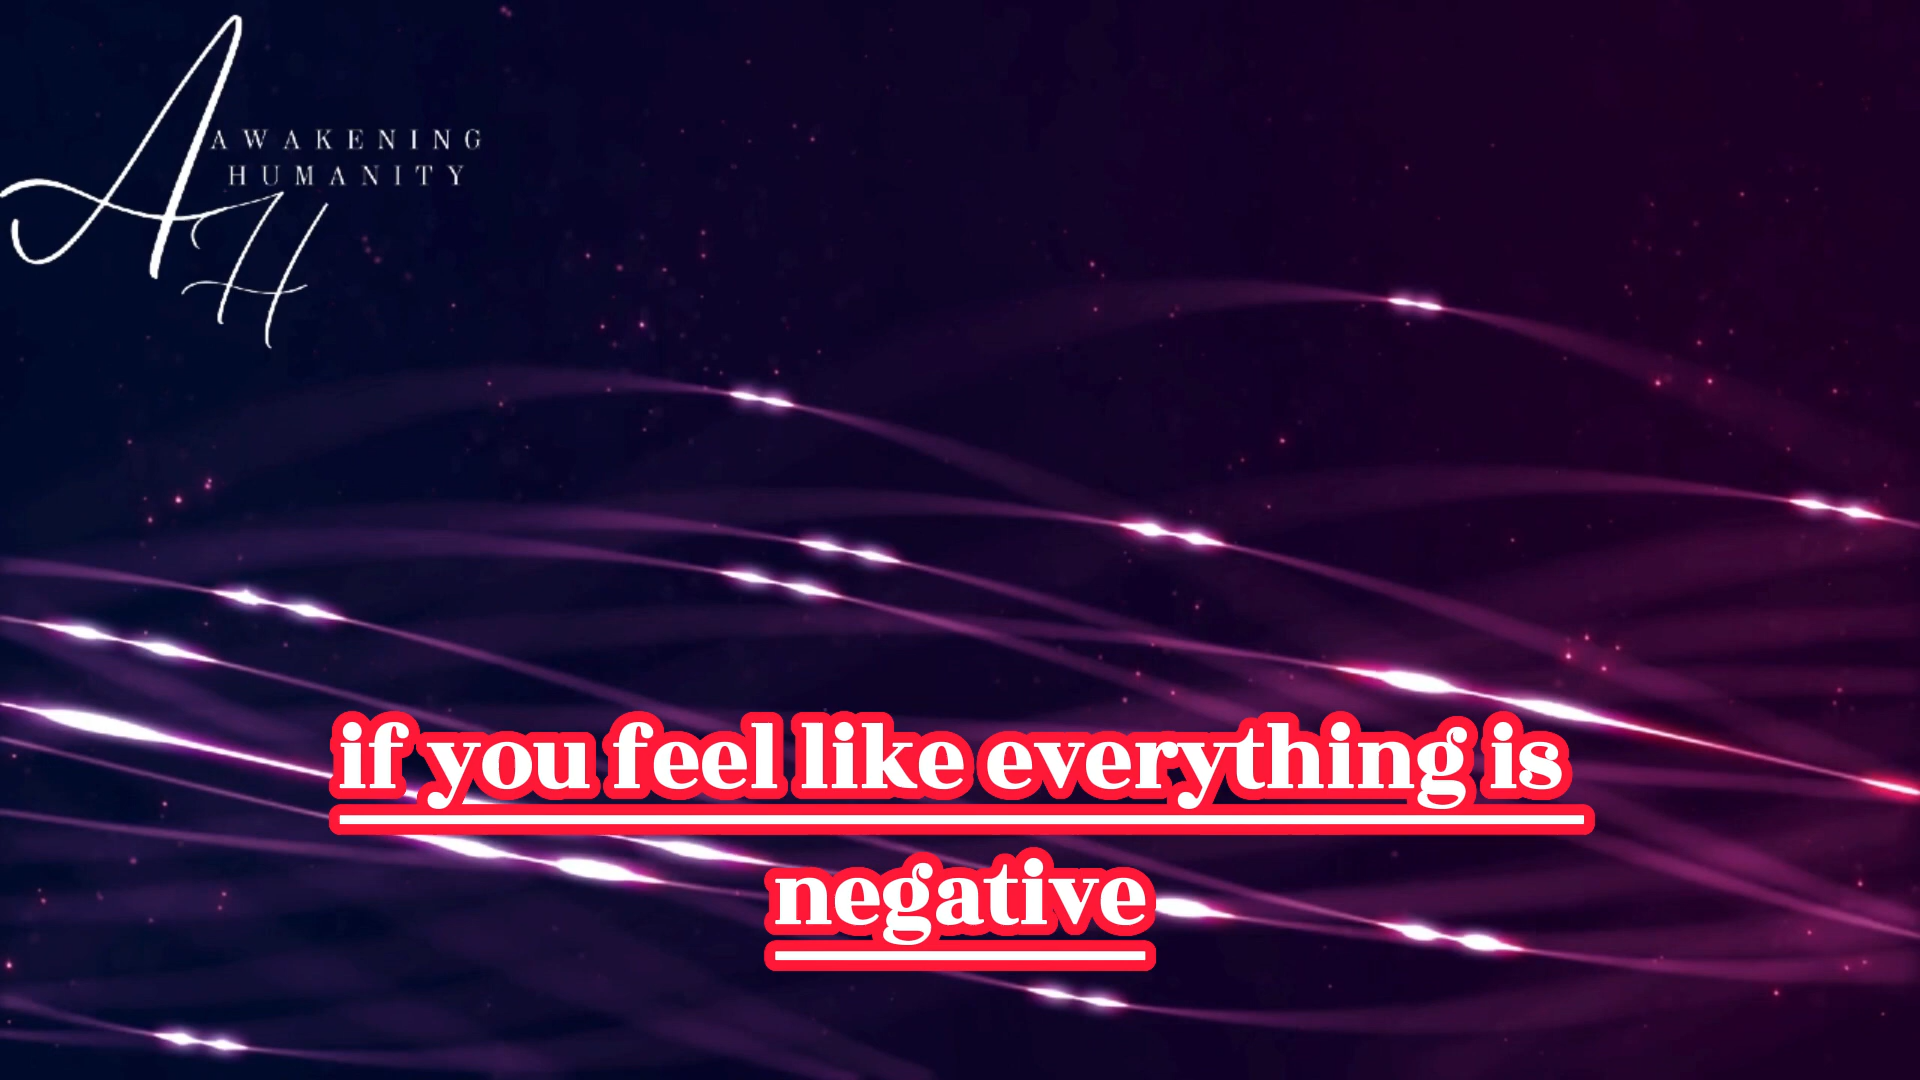 A
AWAKENING
HUMANITY
H
if you feel like everything is
negative